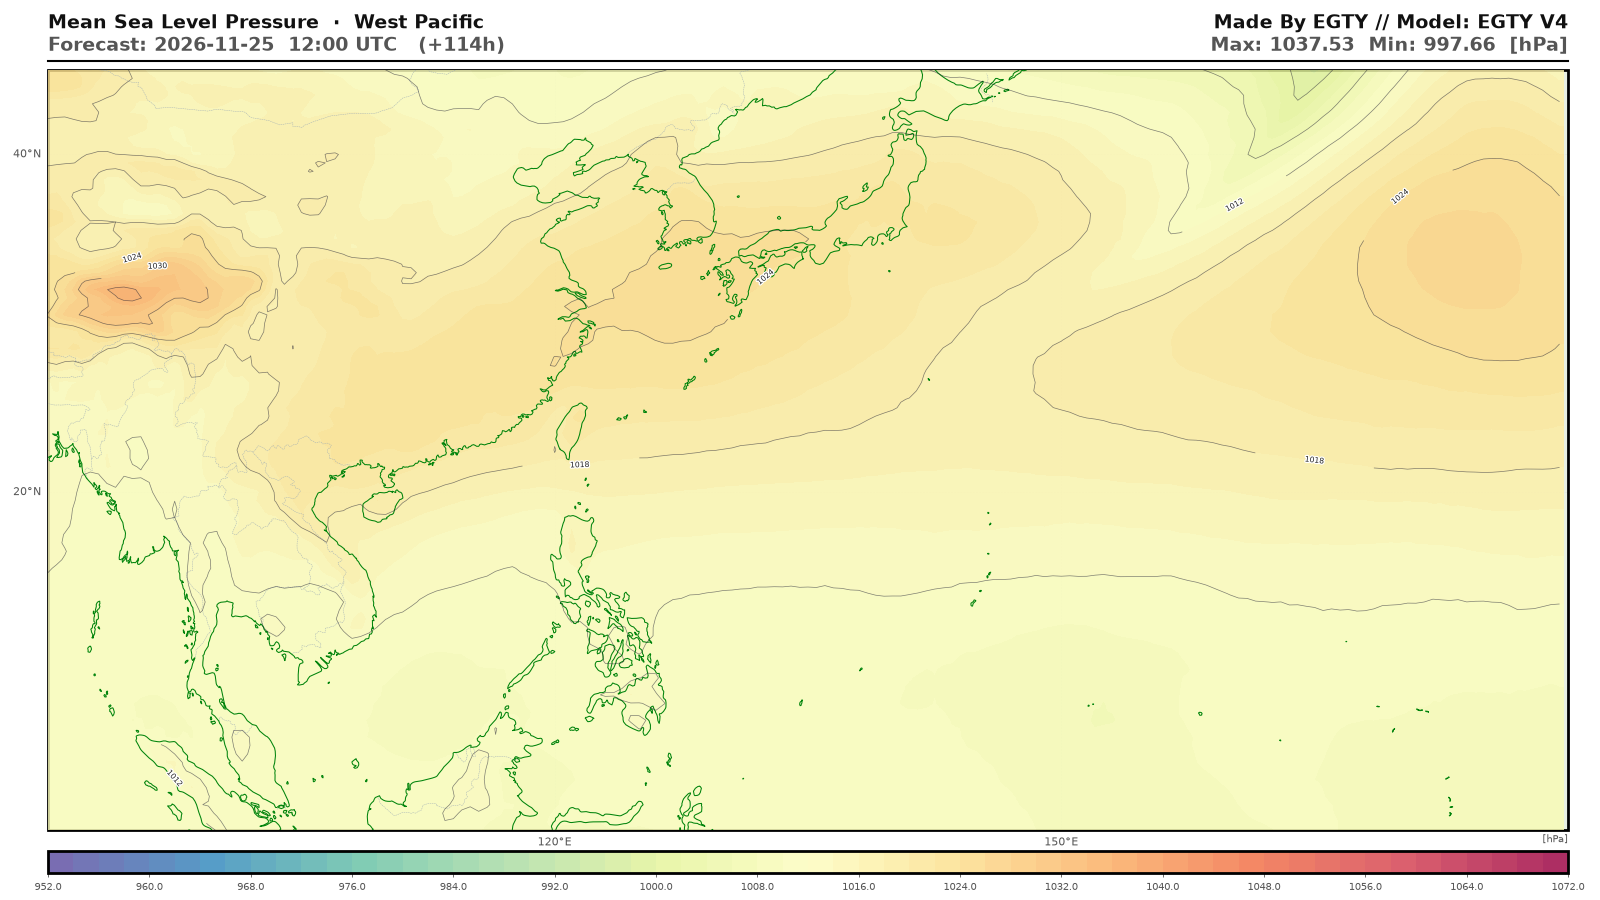 Mean Sea Level Pressure · West Pacific
Made By EGTY // Model: EGTY V4
Forecast: 2026-11-25 12:00 UTC (+114h)
Max: 1037.53 Min: 997.66 [hPa]
40°N
1024
1012
1024
1030
1024
1018
1018
20°N
1012
120°E
150°E
[hPa]
952.0 960.0 968.0 976.0 984.0 992.0 1000.0 1008.0 1016.0 1024.0 1032.0 1040.0 1048.0 1056.0 1064.0 1072.0